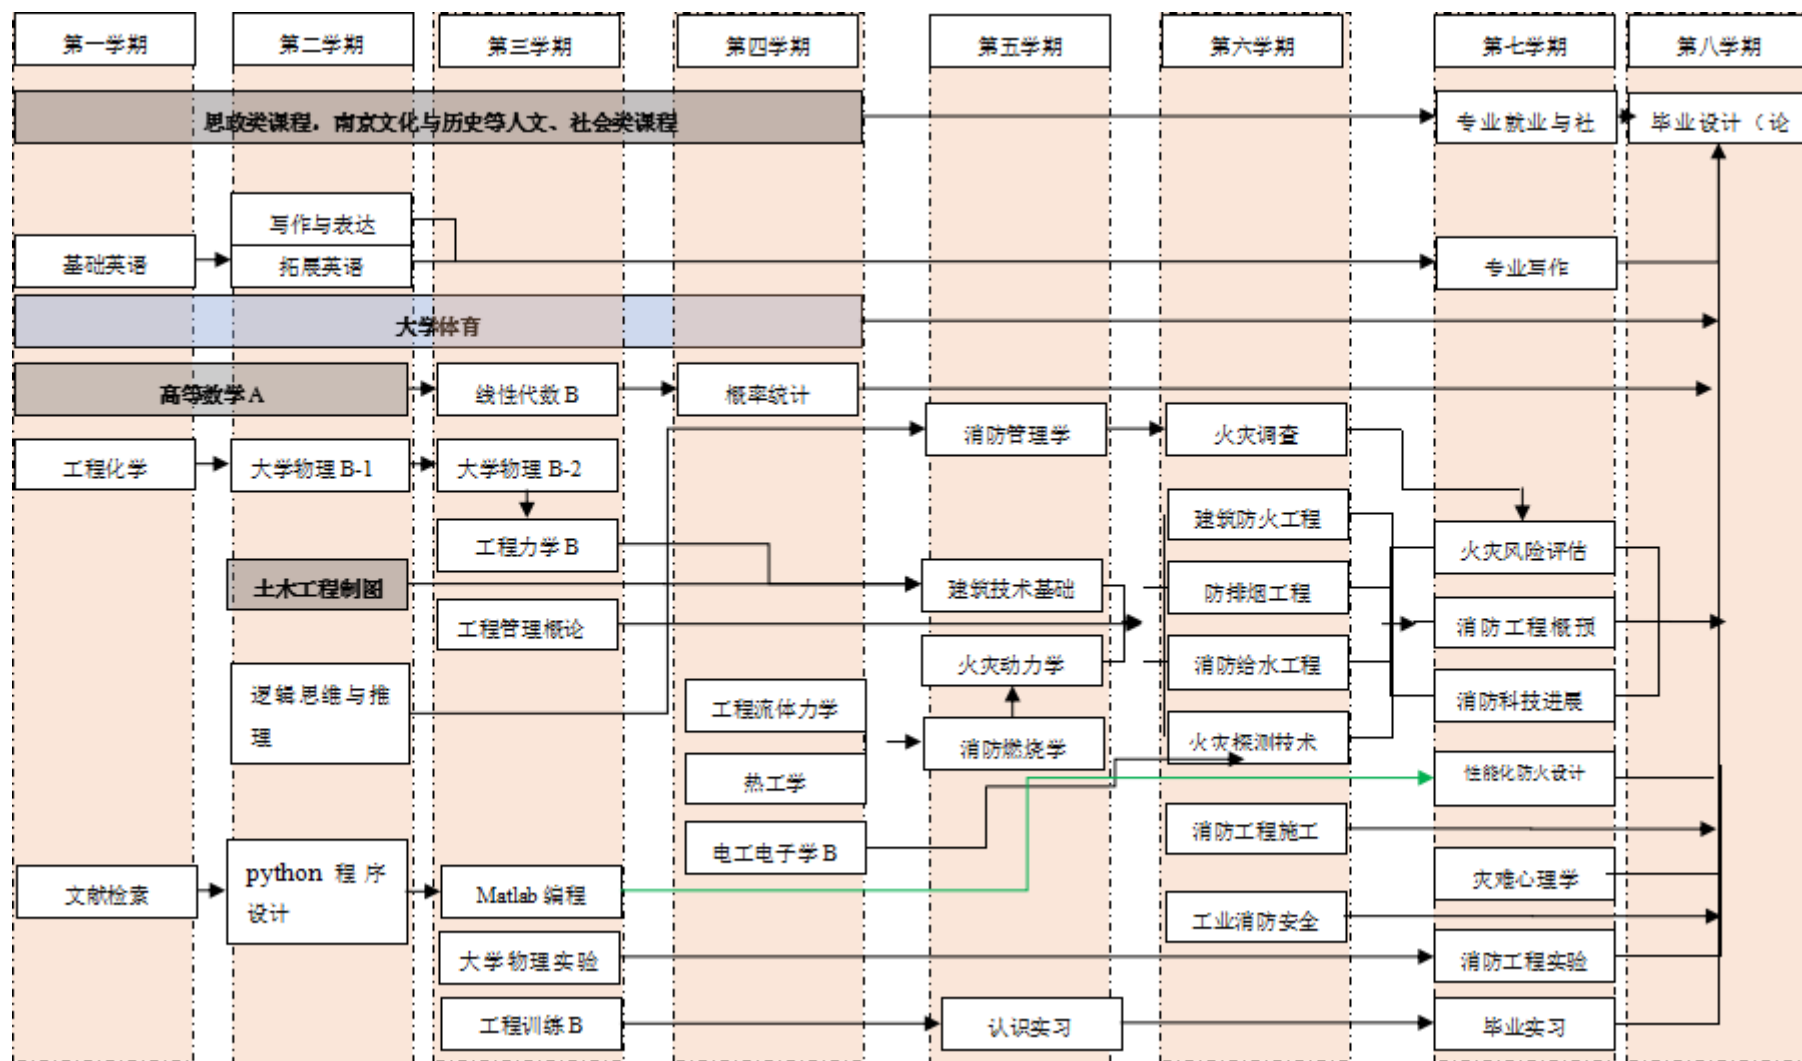 第一学期
第二学期
第三学期
第四学期
第五学期
第六学期
第七学期
第八学期
思政类课程，南京文化与历史等人文、社会类课程
专业就业与社
毕业设计（论
写作与表达
基础英语
拓展英语
专业写作
大学体育
高等数学A
线性代数B
概率统计
消防管理学
火灾调查
工程化学
大学物理B-1
大学物理B-2
建筑防火工程
工程力学B
火灾风险评估
土木工程制图
建筑技术基础
防排烟工程
工程管理概论
消防工程概预
火灾动力学
消防给水工程
逻辑思维与推
理
工程流体力学
消防科技进展
消防燃烧学
火灾探测技术
热工学
性能化防火设计
消防工程施工
电工电子学B
python程序
设计
灾难心理学
文献检索
Matlab编程
工业消防安全
大学物理实验
消防工程实验
工程训练B
认识实习
毕业实习